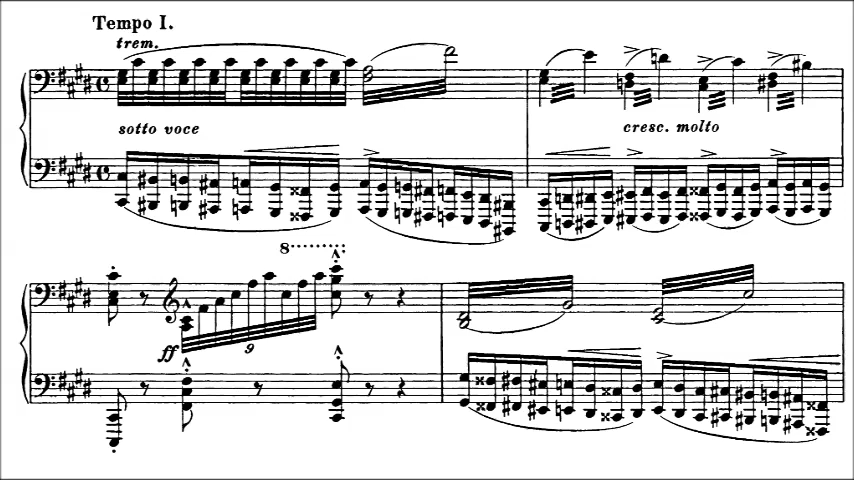 Tempo I.
trem.
sotto voce
cresc. molto
8
ff
9